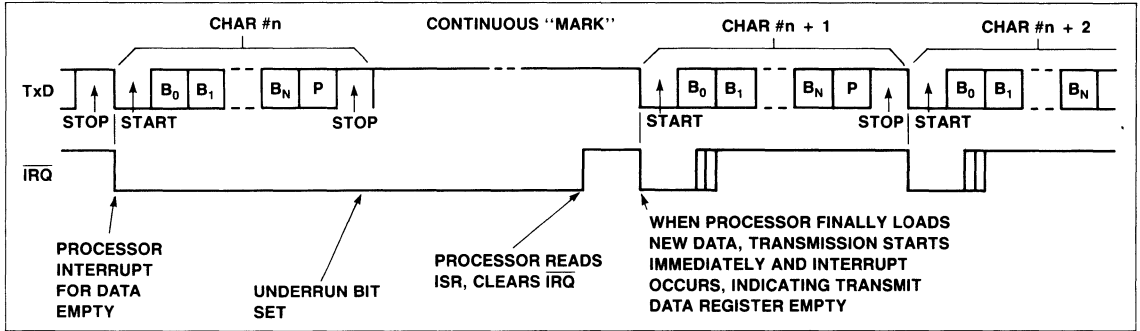 CHAR #n
CONTINUOUS “MARK”
CHAR #n + 1
CHAR #n + 2
TxD
B0
B1
BN
P
B0
B1
BN
P
B0
B1
BN
STOP
START
STOP
START
STOP
START
IRQ
PROCESSOR
INTERRUPT
FOR DATA
EMPTY
UNDERRUN BIT
SET
PROCESSOR READS
ISR, CLEARS IRQ
WHEN PROCESSOR FINALLY LOADS
NEW DATA, TRANSMISSION STARTS
IMMEDIATELY AND INTERRUPT
OCCURS, INDICATING TRANSMIT
DATA REGISTER EMPTY